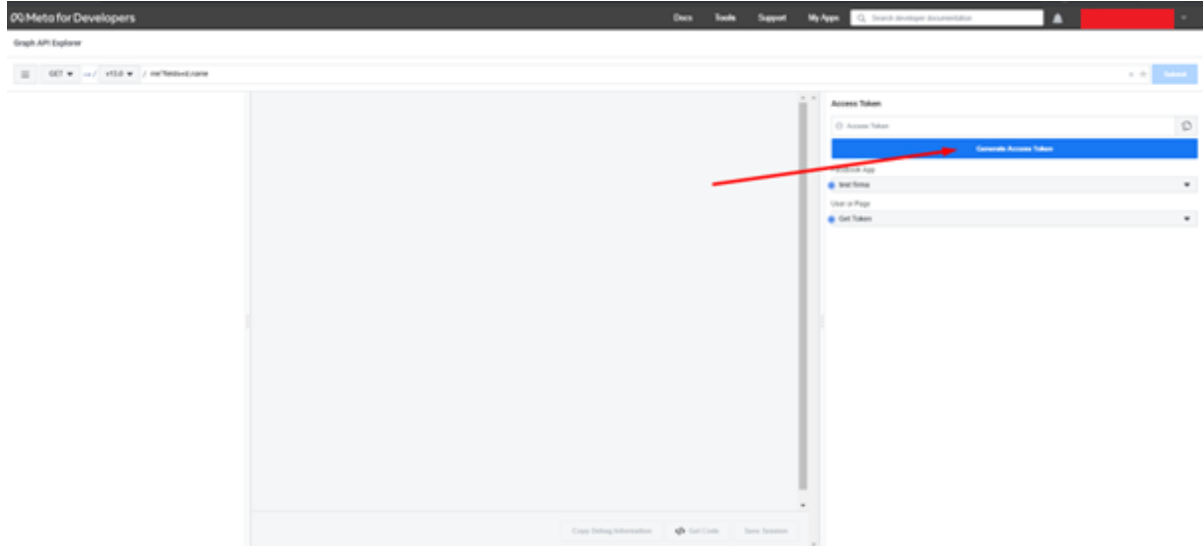 Meta for Developers Docs Tools Support My Apps Search developer documentation
Graph API Explorer
GET → / v13.0 / me?fields=id,name Submit
Access Token
Access Token
Generate Access Token
Facebook App
test firma
User or Page
Get Token
Copy Debug Information Get Code Save Session